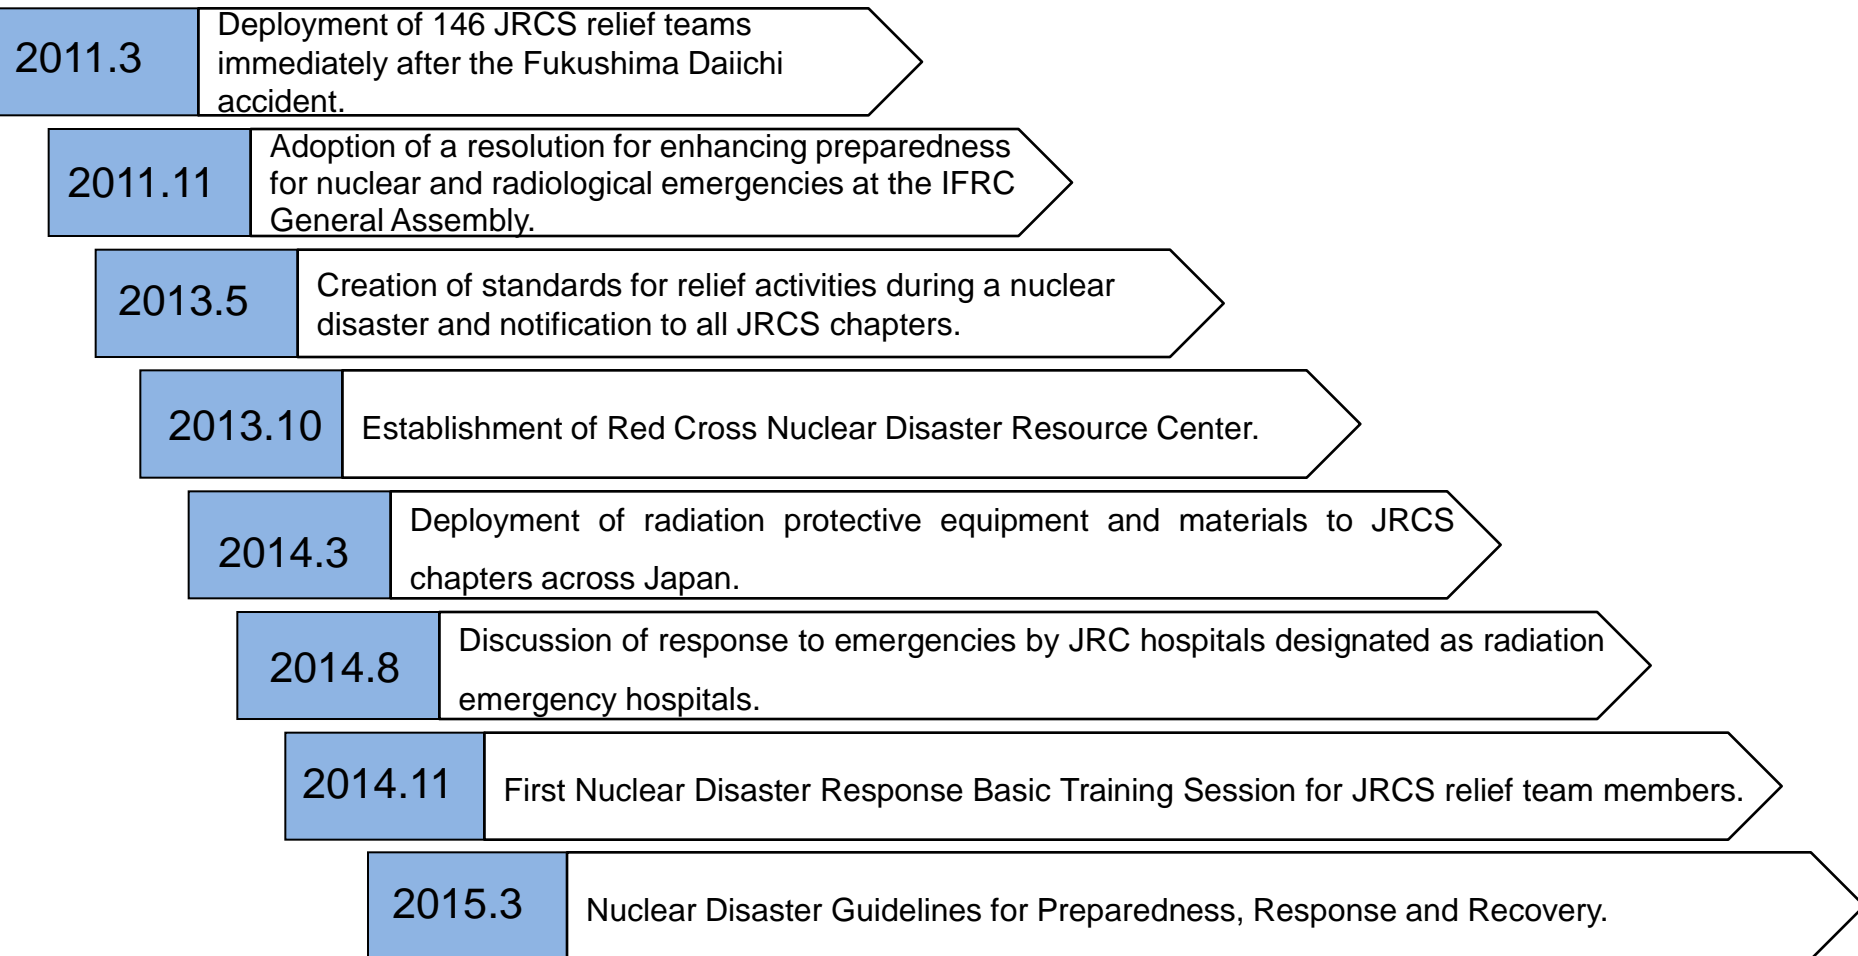 2011.3
Deployment of 146 JRCS relief teams
immediately after the Fukushima Daiichi
accident.
2011.11
Adoption of a resolution for enhancing preparedness
for nuclear and radiological emergencies at the IFRC
General Assembly.
2013.5
Creation of standards for relief activities during a nuclear
disaster and notification to all JRCS chapters.
2013.10
Establishment of Red Cross Nuclear Disaster Resource Center.
2014.3
Deployment of radiation protective equipment and materials to JRCS
chapters across Japan.
2014.8
Discussion of response to emergencies by JRC hospitals designated as radiation
emergency hospitals.
2014.11
First Nuclear Disaster Response Basic Training Session for JRCS relief team members.
2015.3
Nuclear Disaster Guidelines for Preparedness, Response and Recovery.